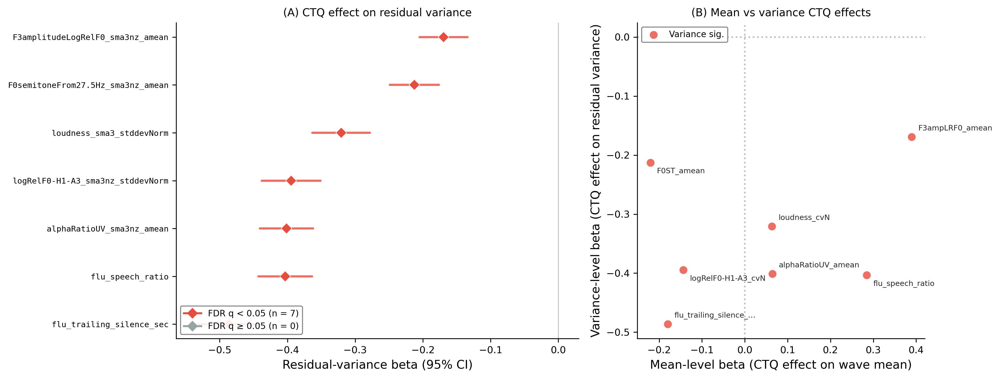 (A) CTQ effect on residual variance
F3amplitudeLogRelF0_sma3nz_amean
F0semitoneFrom27.5Hz_sma3nz_amean
loudness_sma3_stddevNorm
logRelF0-H1-A3_sma3nz_stddevNorm
alphaRatioUV_sma3nz_amean
flu_speech_ratio
flu_trailing_silence_sec
FDR q < 0.05 (n = 7)
FDR q ≥ 0.05 (n = 0)
−0.5 −0.4 −0.3 −0.2 −0.1 0.0
Residual-variance beta (95% CI)
(B) Mean vs variance CTQ effects
Variance-level beta (CTQ effect on residual variance)
0.0
−0.1
−0.2
−0.3
−0.4
−0.5
Variance sig.
F3ampLRF0_amean
F0ST_amean
loudness_cvN
alphaRatioUV_amean
logRelF0-H1-A3_cvN
flu_speech_ratio
flu_trailing_silence_...
−0.2 −0.1 0.0 0.1 0.2 0.3 0.4
Mean-level beta (CTQ effect on wave mean)